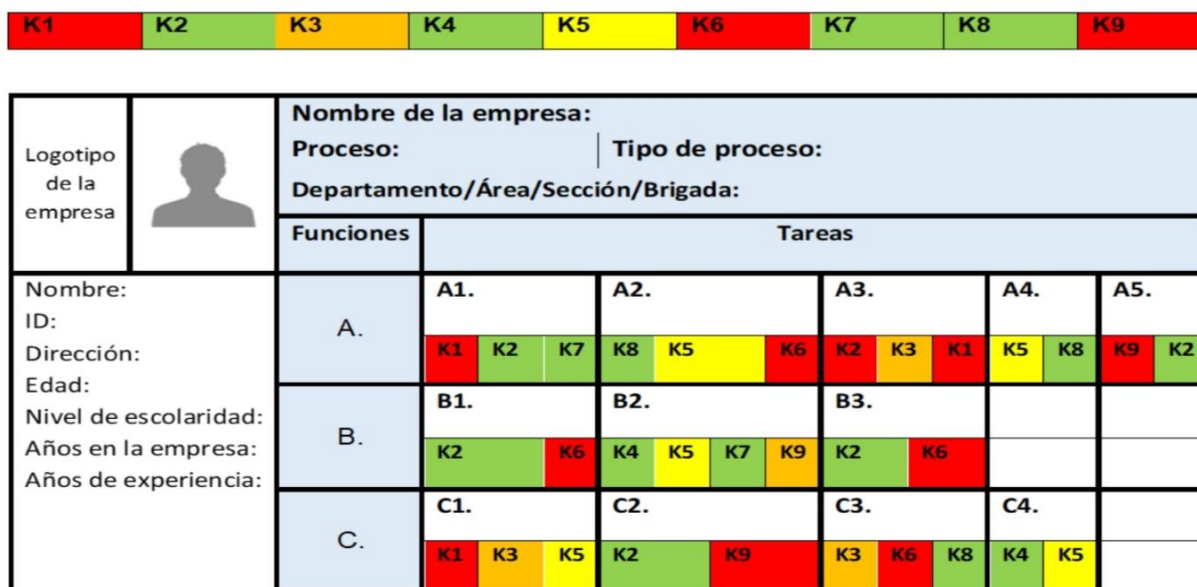 K1 K2 K3 K4 K5 K6 K7 K8 K9
Logotipo
de la
empresa
Nombre de la empresa:
Proceso: Tipo de proceso:
Departamento/Área/Sección/Brigada:
Funciones Tareas
Nombre:
ID:
Dirección:
Edad:
Nivel de escolaridad:
Años en la empresa:
Años de experiencia:
A.
A1. A2. A3. A4. A5.
K1 K2 K7 K8 K5 K6 K2 K3 K1 K5 K8 K9 K2
B.
B1. B2. B3.
K2 K6 K4 K5 K7 K9 K2 K6
C.
C1. C2. C3. C4.
K1 K3 K5 K2 K9 K3 K6 K8 K4 K5